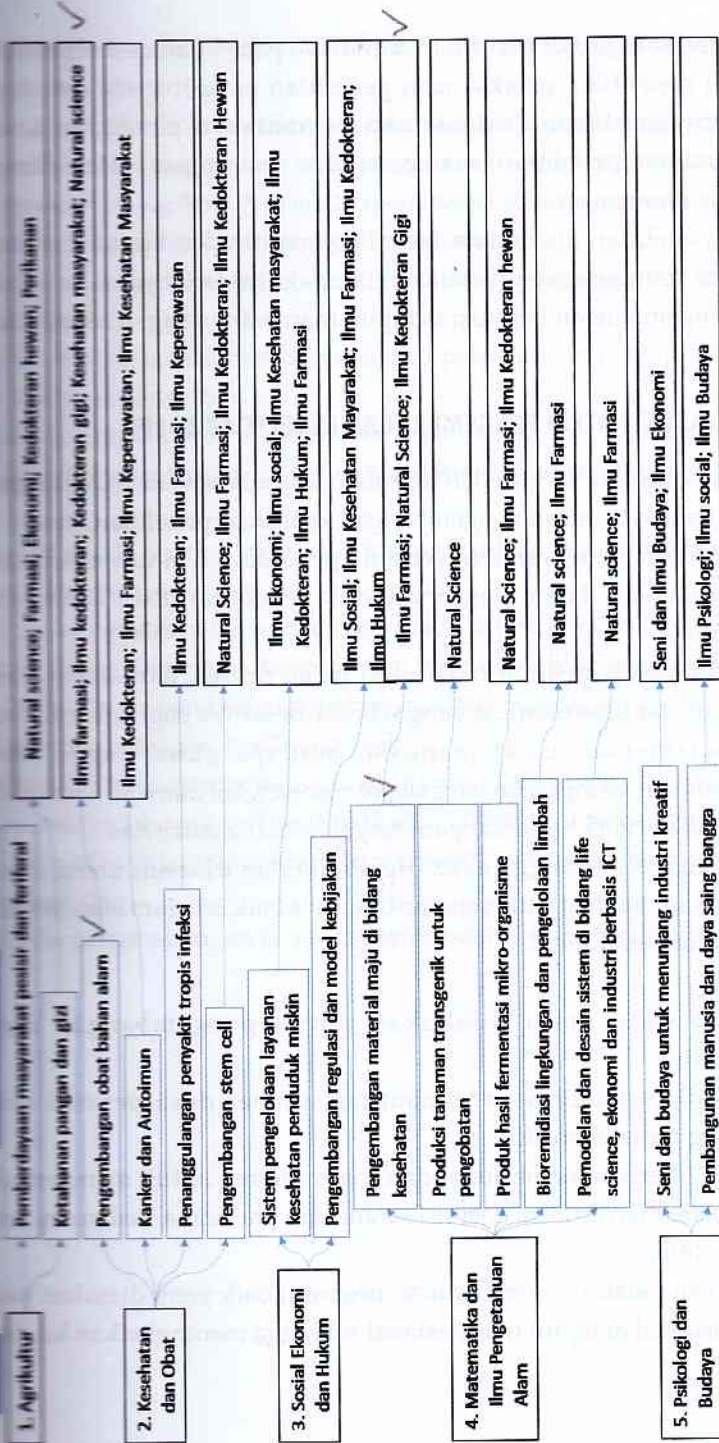 1. Agrikultur
Pemberdayaan masyarakat pesisir dan
Ketahanan pangan dan gizi
2. Kesehatan
dan Obat
Pengembangan obat bahan alam
Kanker dan Autoimun
Penanggulangan penyakit tropis infeksi
Pengembangan stem cell
3. Sosial Ekonomi
dan Hukum
Sistem pengelolaan layanan
kesehatan penduduk miskin
Pengembangan regulasi dan model kebijakan
4. Matematika dan
Ilmu Pengetahuan
Alam
Pengembangan material maju di bidang
kesehatan
Produksi tanaman transgenik untuk
pengobatan
Produk hasil fermentasi mikro-organisme
Bioremidiasi lingkungan dan pengelolaan limbah
Pemodelan dan desain sistem di bidang life
science, ekonomi dan industri berbasis ICT
5. Psikologi dan
Budaya
Seni dan budaya untuk menunjang industri kreatif
Pembangunan manusia dan daya saing bangga
Natural science; Farmasi; Ekonomi; Kedokteran hewan; Perikanan
Ilmu farmasi; Ilmu kedokteran; Kedokteran gigi; Kesehatan masyarakat; Natural science
Ilmu Kedokteran; Ilmu Farmasi; Ilmu Keperawatan; Ilmu Kesehatan Masyarakat
Ilmu Kedokteran; Ilmu Farmasi; Ilmu Keperawatan
Natural Science; Ilmu Farmasi; Ilmu Kedokteran; Ilmu Kedokteran Hewan
Ilmu Ekonomi; Ilmu social; Ilmu Kesehatan masyarakat; Ilmu
Kedokteran; Ilmu Hukum; Ilmu Farmasi
Ilmu Sosial; Ilmu Kesehatan Masyarakat; Ilmu Farmasi; Ilmu Kedokteran;
Ilmu Hukum
Ilmu Farmasi; Natural Science; Ilmu Kedokteran Gigi
Natural Science
Natural Science; Ilmu Farmasi; Ilmu Kedokteran hewan
Natural science; Ilmu Farmasi
Natural science; Ilmu Farmasi
Seni dan Ilmu Budaya; Ilmu Ekonomi
Ilmu Psikologi; Ilmu social; Ilmu Budaya